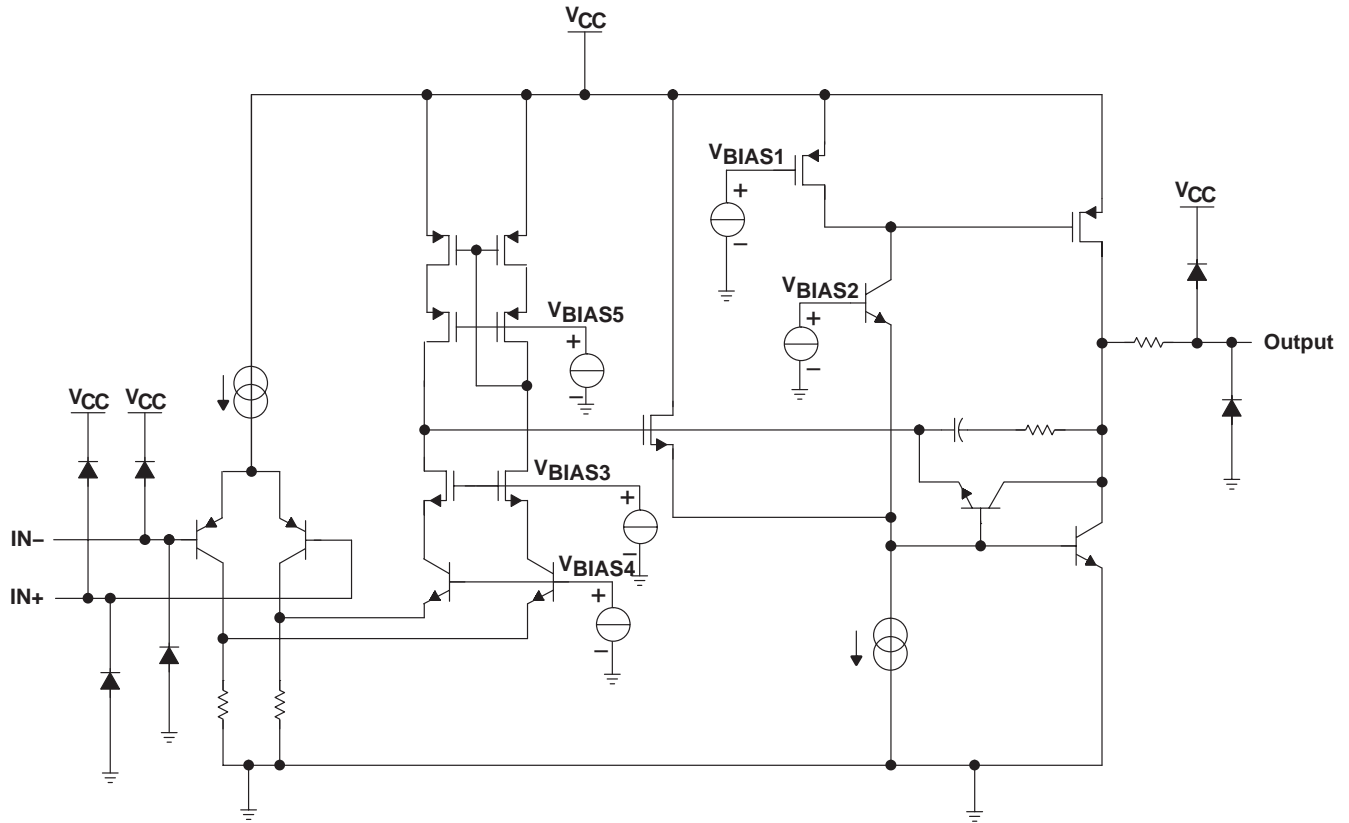 VCC
VBIAS1
+
−
VCC
VBIAS2
+
−
VBIAS5
+
−
Output
VCC
VCC
VBIAS3
+
−
IN−
VBIAS4
+
−
IN+